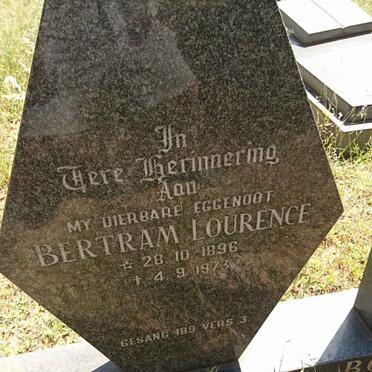 In
Tere Herinnering
Aan
MY DIERBARE EGGENOOT
BERTRAM LOURENCE
☆ 28. 10. 1896
† 4. 9. 1973
GESANG 189 VERS 3